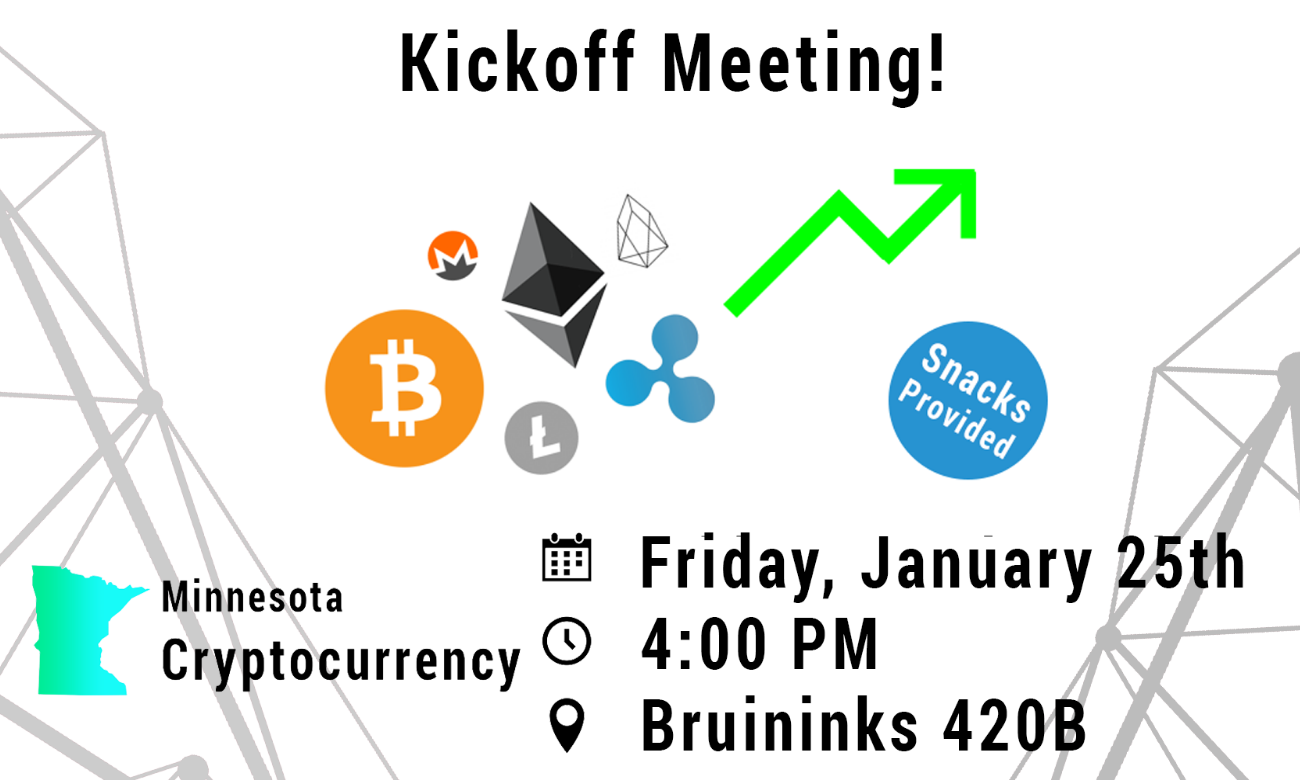 Kickoff Meeting!
Snacks
Provided
Minnesota
Cryptocurrency
Friday, January 25th
4:00 PM
Bruininks 420B